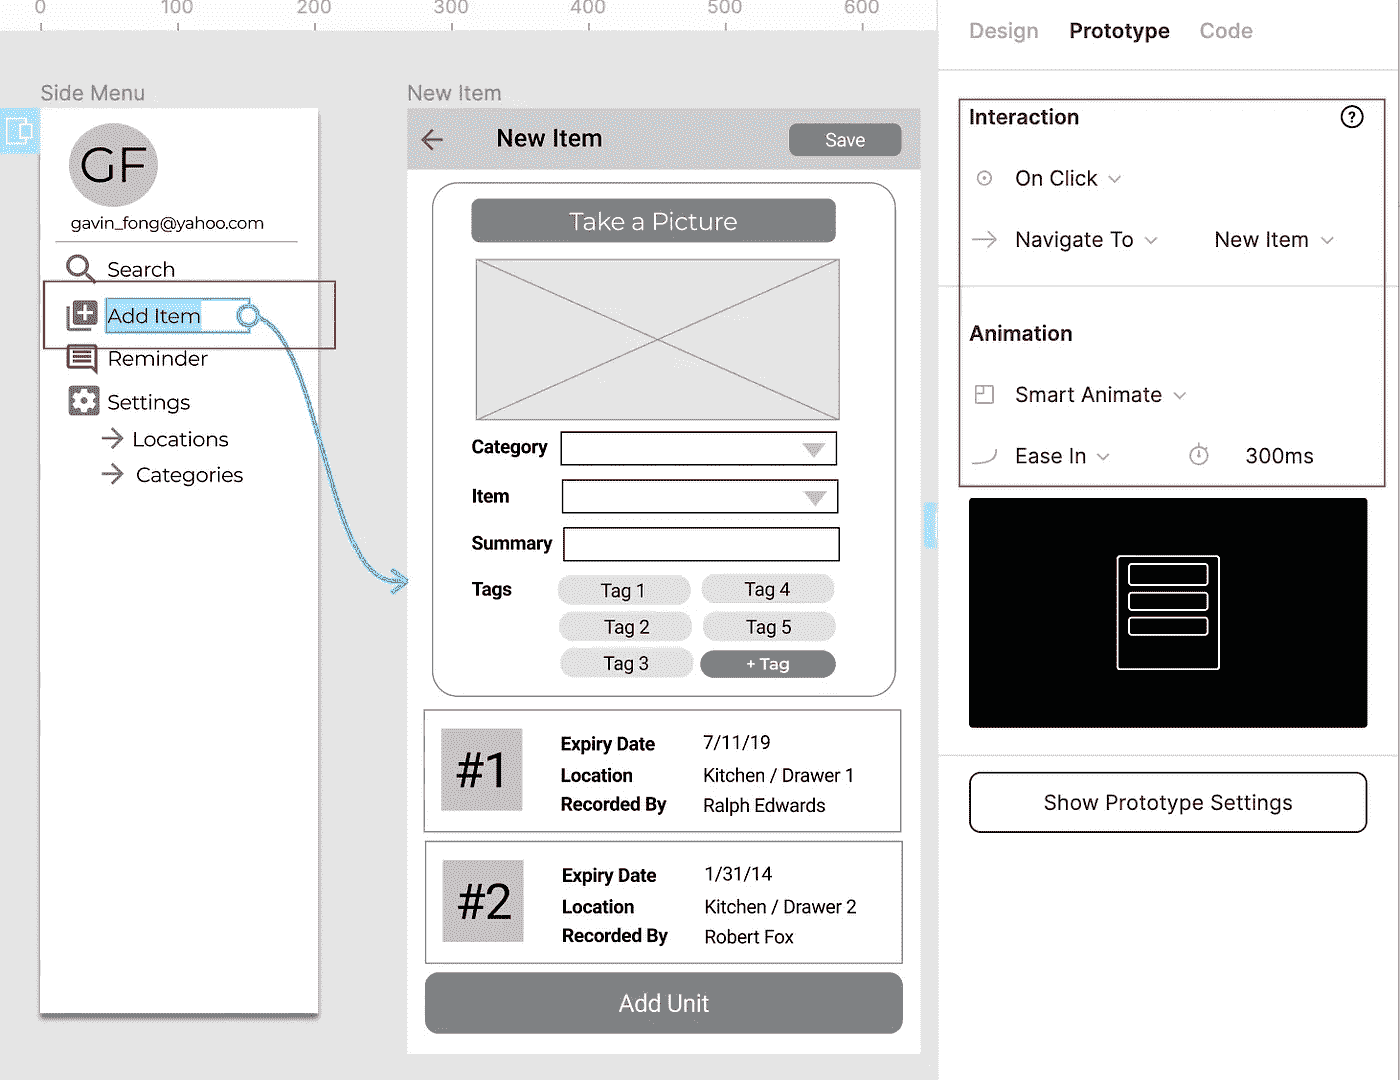 0 100 200 300 400 500 600
Side Menu
GF
gavin_fong@yahoo.com
Search
Add Item
Reminder
Settings
Locations
Categories
New Item
New Item
Save
Take a Picture
Category
Item
Summary
Tags
Tag 1 Tag 4
Tag 2 Tag 5
Tag 3 + Tag
#1
Expiry Date 7/11/19
Location Kitchen / Drawer 1
Recorded By Ralph Edwards
#2
Expiry Date 1/31/14
Location Kitchen / Drawer 2
Recorded By Robert Fox
Add Unit
Design Prototype Code
Interaction ?
On Click
Navigate To New Item
Animation
Smart Animate
Ease In 300ms
Show Prototype Settings